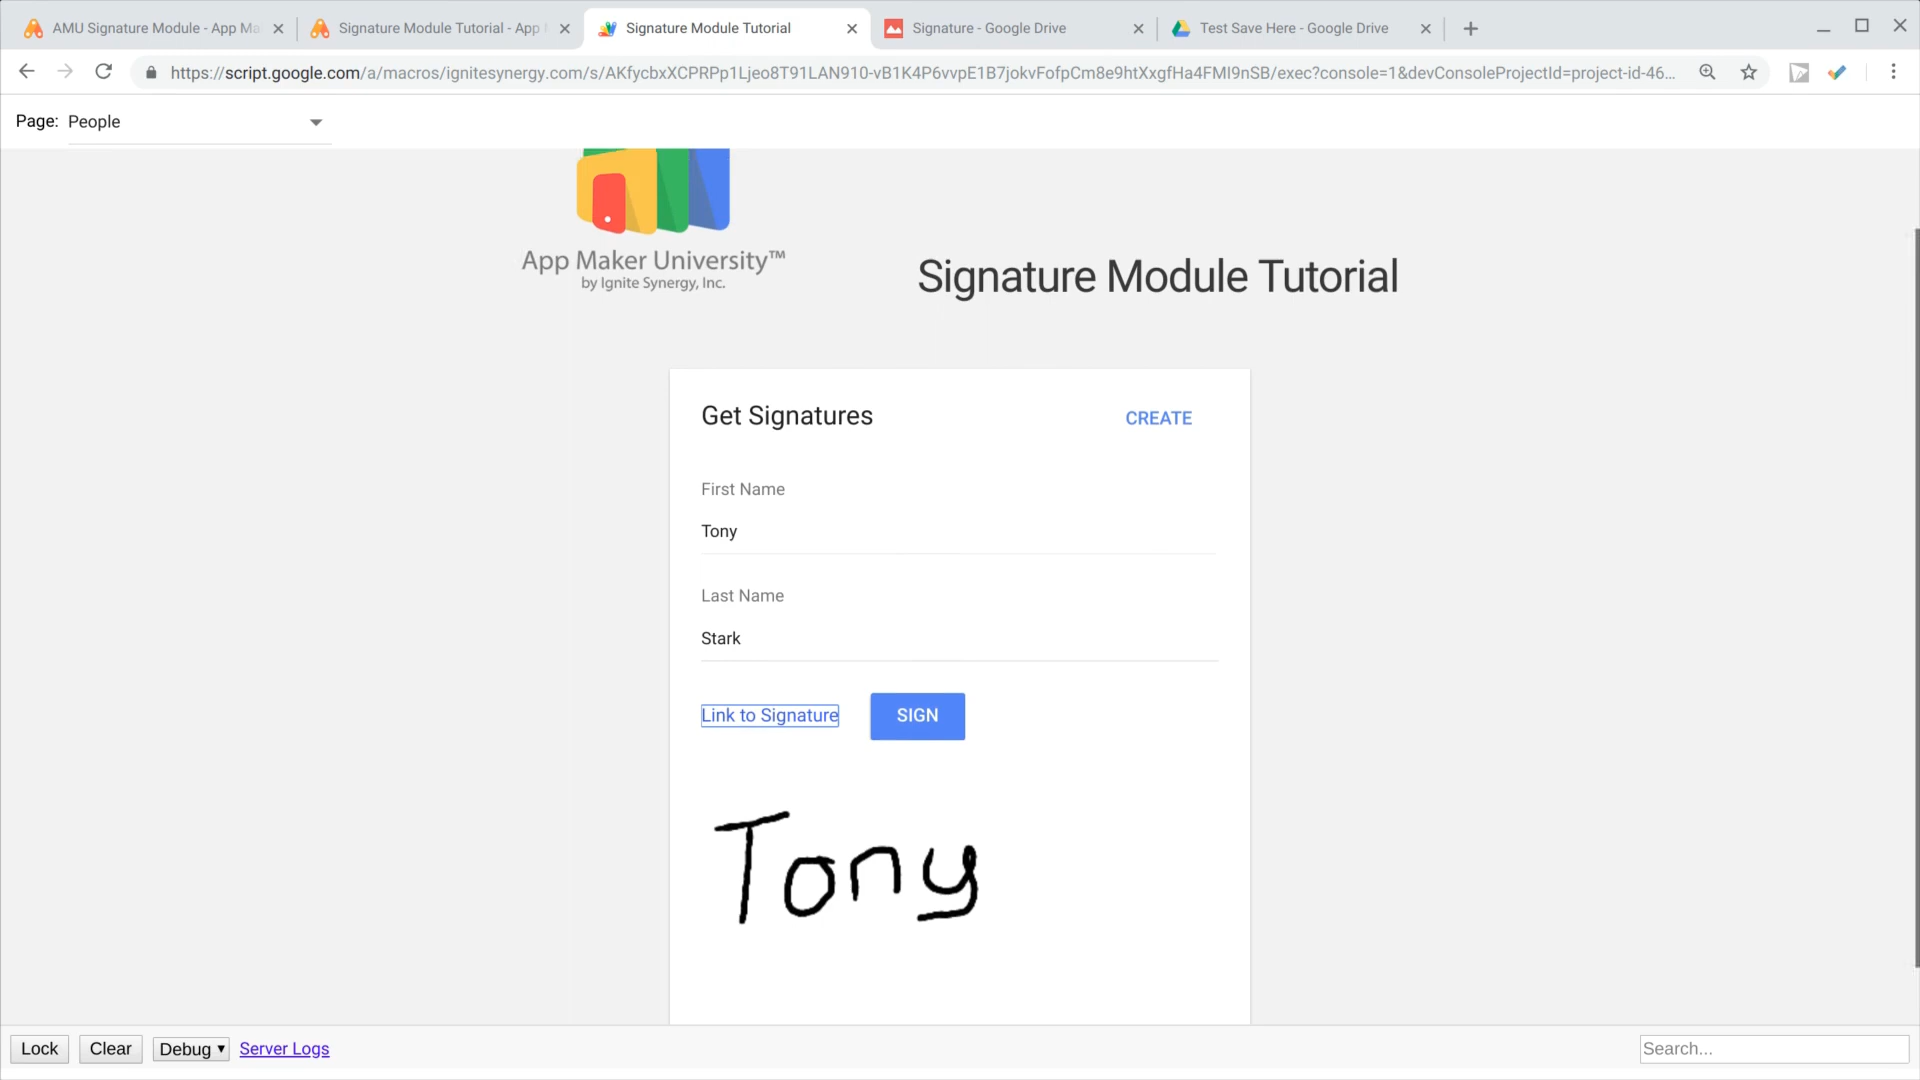 AMU Signature Module - App Ma
Signature Module Tutorial - App
Signature Module Tutorial
Signature - Google Drive
Test Save Here - Google Drive
https://script.google.com/a/macros/ignitesynergy.com/s/AKfycbxXCPRPp1Ljeo8T91LAN910-vB1K4P6vvpE1B7jokvFofpCm8e9htXxgfHa4FMI9nSB/exec?console=1&devConsoleProjectId=project-id-46...
Page: People
App Maker University™
by Ignite Synergy, Inc.
Signature Module Tutorial
Get Signatures
CREATE
First Name
Tony
Last Name
Stark
Link to Signature
SIGN
Tony
Lock
Clear
Debug
Server Logs
Search...